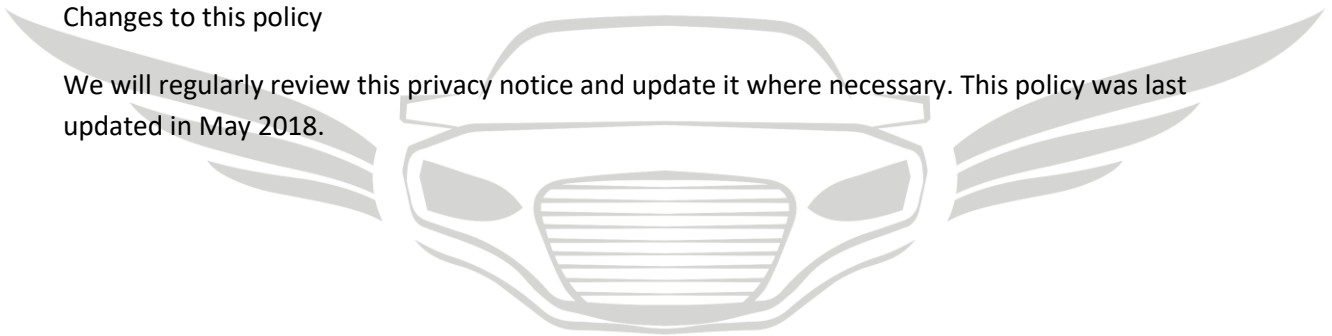 Changes to this policy
We will regularly review this privacy notice and update it where necessary. This policy was last
updated in May 2018.